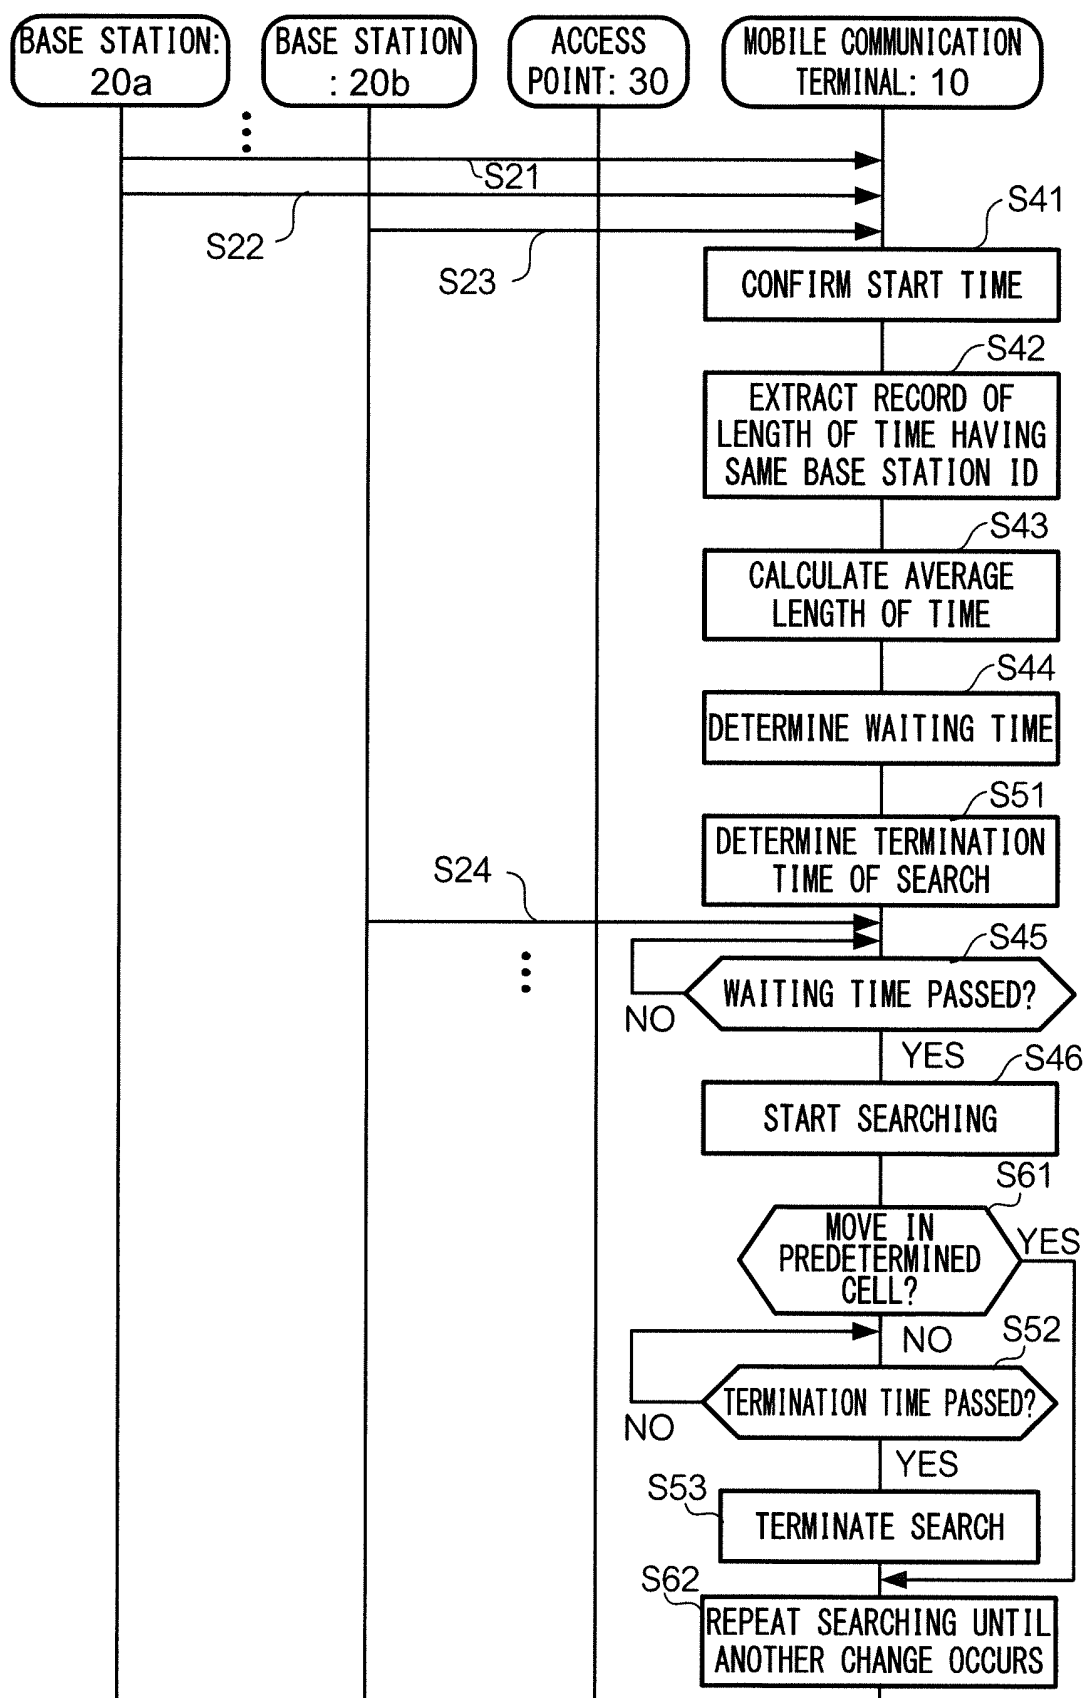 BASE STATION:
20a
BASE STATION
: 20b
ACCESS
POINT: 30
MOBILE COMMUNICATION
TERMINAL: 10
S21
S22
S23
S41
CONFIRM START TIME
S42
EXTRACT RECORD OF
LENGTH OF TIME HAVING
SAME BASE STATION ID
S43
CALCULATE AVERAGE
LENGTH OF TIME
S44
DETERMINE WAITING TIME
S51
DETERMINE TERMINATION
TIME OF SEARCH
S24
S45
WAITING TIME PASSED?
NO
YES
S46
START SEARCHING
S61
MOVE IN
PREDETERMINED
CELL?
YES
NO
S52
TERMINATION TIME PASSED?
NO
YES
S53
TERMINATE SEARCH
S62
REPEAT SEARCHING UNTIL
ANOTHER CHANGE OCCURS